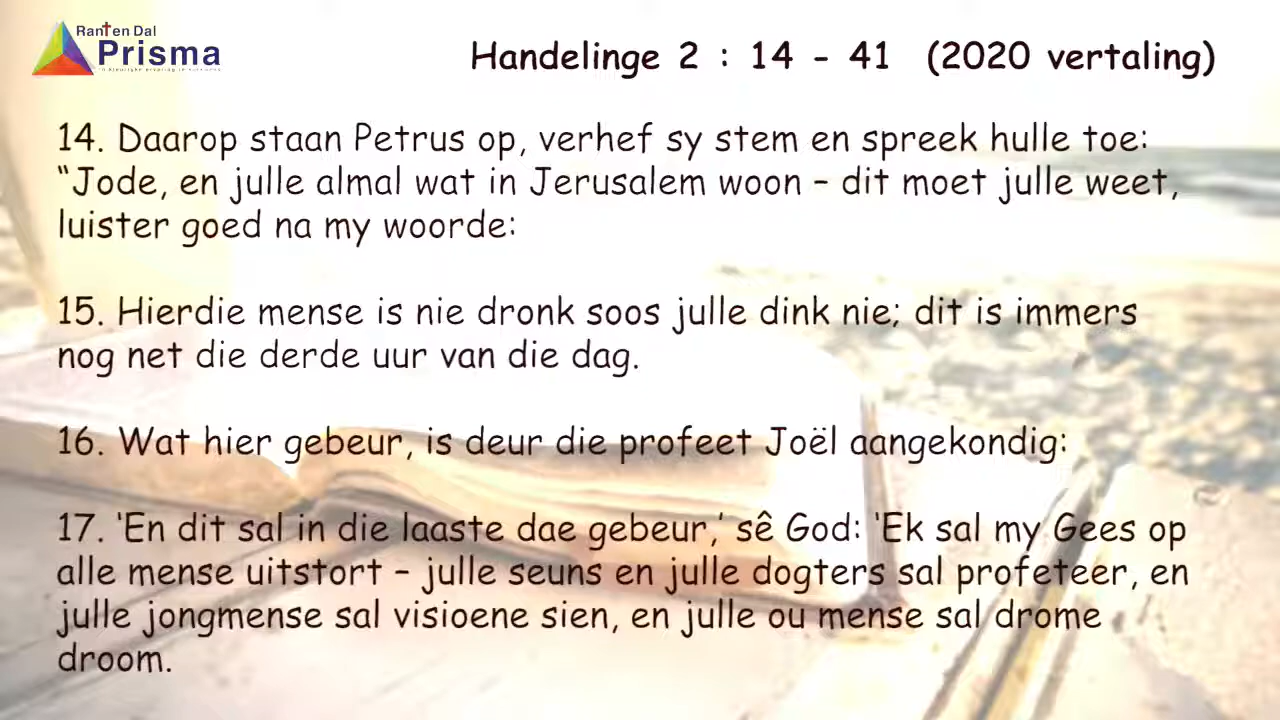 Rant en Dal
Prisma
Handelinge 2 : 14 - 41 (2020 vertaling)
14. Daarop staan Petrus op, verhef sy stem en spreek hulle toe:
“Jode, en julle almal wat in Jerusalem woon – dit moet julle weet,
luister goed na my woorde:
15. Hierdie mense is nie dronk soos julle dink nie; dit is immers
nog net die derde uur van die dag.
16. Wat hier gebeur, is deur die profeet Joël aangekondig:
17. ‘En dit sal in die laaste dae gebeur,’ sê God: ‘Ek sal my Gees op
alle mense uitstort – julle seuns en julle dogters sal profeteer, en
julle jongmense sal visioene sien, en julle ou mense sal drome
droom.